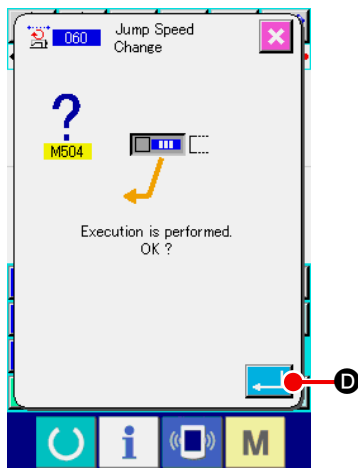 060
Jump Speed
Change
?
M504
Execution is performed.
OK ?
D
i
M